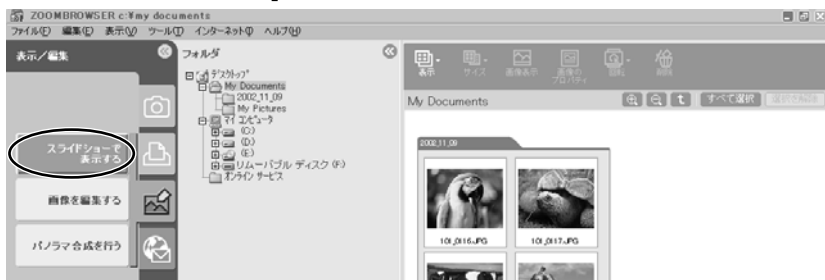 ZOOMBROWSER c:¥my documents
ファイル(F) 編集(E) 表示(V) ツール(T) インターネット(I) ヘルプ(H)
表示／編集
スライドショーで
表示する
画像を編集する
パノラマ合成を行う
フォルダ
デスクトップ
My Documents
2002_11_09
My Pictures
マイ コンピュータ
(C:)
(D:)
(E:)
リムーバブル ディスク (F:)
オンライン サービス
表示
サイズ
画像表示
画像の
プロパティ
回転
削除
My Documents
すべて選択
選択を解除
2002_11_09
101_0116.JPG
101_0117.JPG